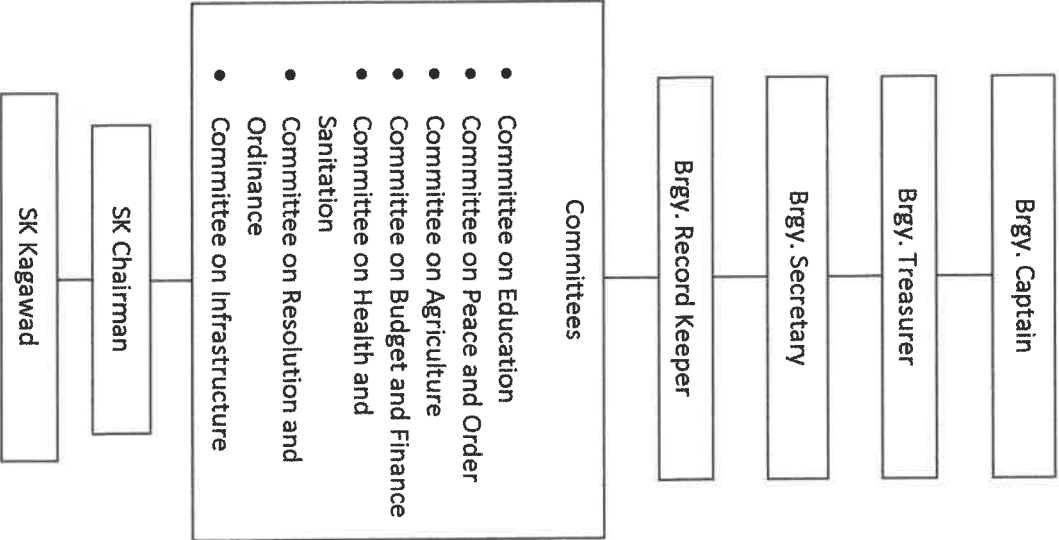 Brgy. Captain
Brgy. Treasurer
Brgy. Secretary
Brgy. Record Keeper
Committees
• Committee on Education
• Committee on Peace and Order
• Committee on Agriculture
• Committee on Budget and Finance
• Committee on Health and
Sanitation
• Committee on Resolution and
Ordinance
• Committee on Infrastructure
SK Chairman
SK Kagawad